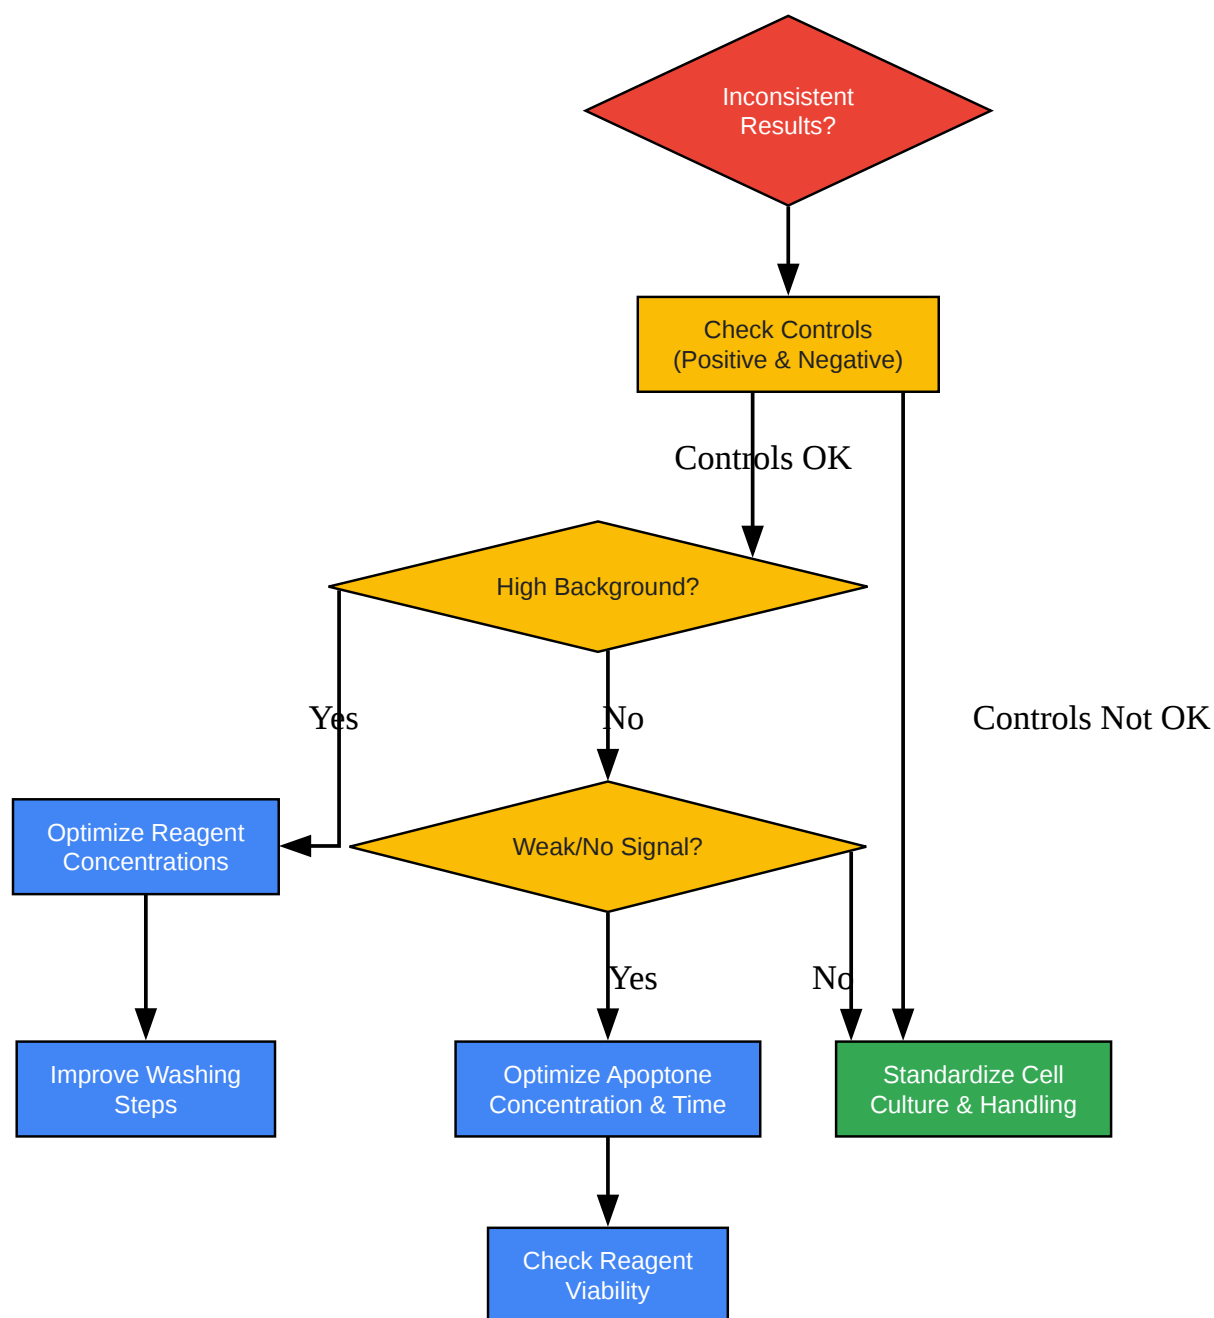 Inconsistent
Results?
Check Controls
(Positive & Negative)
Controls OK
High Background?
Yes
No
Controls Not OK
Optimize Reagent
Concentrations
Weak/No Signal?
Yes
No
Improve Washing
Steps
Optimize Apoptone
Concentration & Time
Standardize Cell
Culture & Handling
Check Reagent
Viability